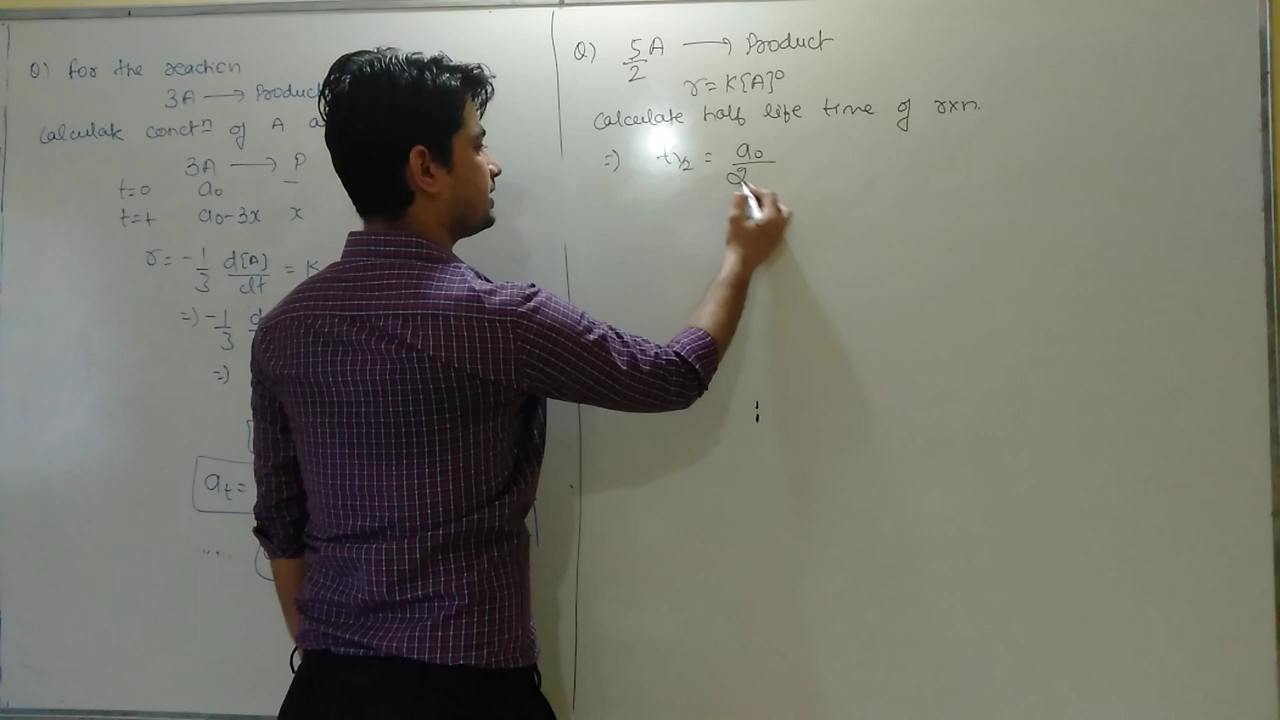 Q) for the reaction
3A → Product
Calculate conctⁿ of A a
3A → P
t=0 a₀ –
t=t a₀-3x x
r = -1/3 d[A]/dt = K
=) -1/3 d
=)
[
aₜ =
Q) 5/2 A → Product
r = K[A]⁰
Calculate half life time of rxn.
=) t½ = a₀/2